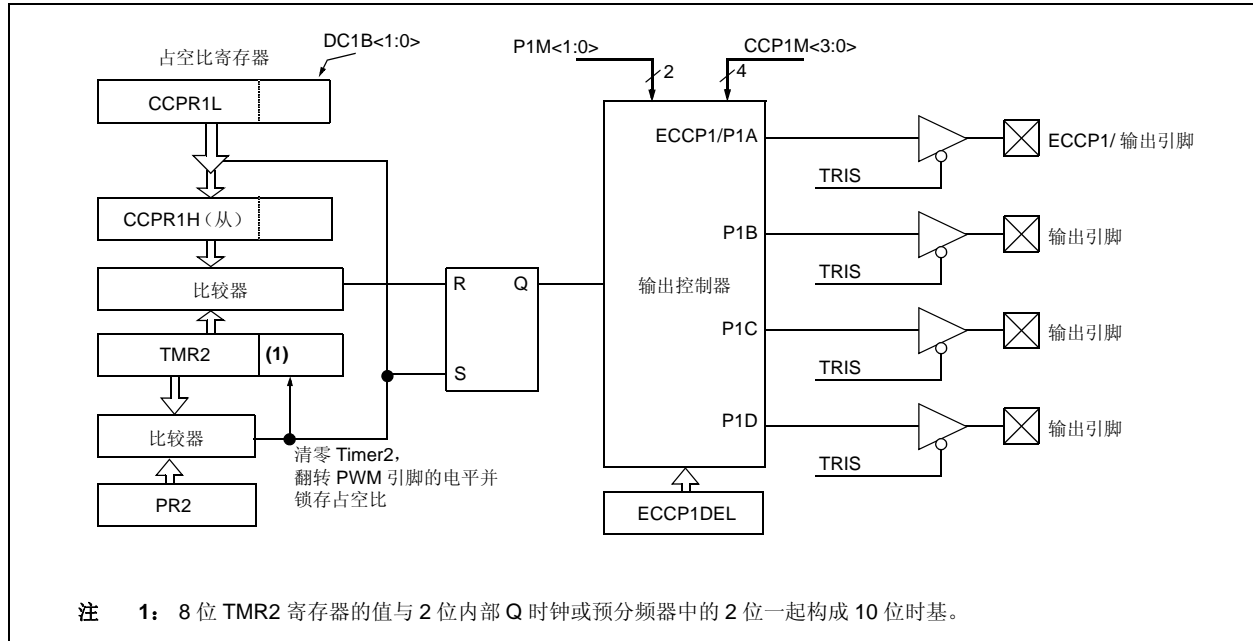 DC1B<1:0>
占空比寄存器
CCPR1L
CCPR1H（从）
比较器
TMR2 (1)
比较器
PR2
清零 Timer2，
翻转 PWM 引脚的电平并
锁存占空比
R Q
S
P1M<1:0>
2
CCP1M<3:0>
4
ECCP1/P1A
P1B
输出控制器
P1C
P1D
ECCP1DEL
TRIS
ECCP1/ 输出引脚
TRIS
输出引脚
TRIS
输出引脚
TRIS
输出引脚
注 1： 8 位 TMR2 寄存器的值与 2 位内部 Q 时钟或预分频器中的 2 位一起构成 10 位时基。